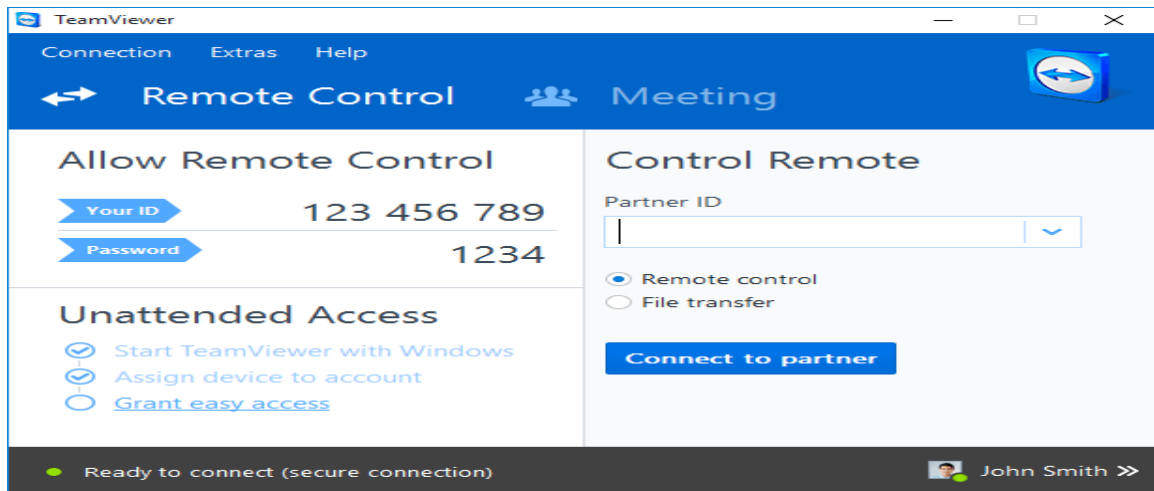 TeamViewer
Connection Extras Help
Remote Control Meeting
Allow Remote Control
Your ID 123 456 789
Password 1234
Unattended Access
Start TeamViewer with Windows
Assign device to account
Grant easy access
Control Remote
Partner ID
Remote control
File transfer
Connect to partner
Ready to connect (secure connection)
John Smith